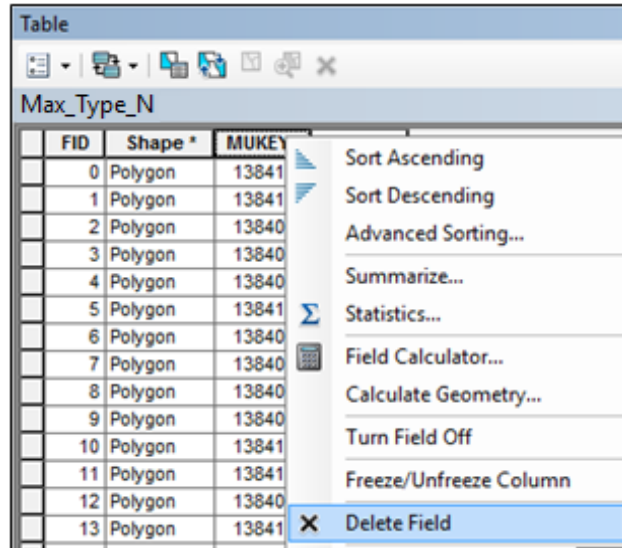 Table
Max_Type_N
FID Shape * MUKEY
0 Polygon 13841
1 Polygon 13841
2 Polygon 13840
3 Polygon 13840
4 Polygon 13840
5 Polygon 13841
6 Polygon 13840
7 Polygon 13840
8 Polygon 13840
9 Polygon 13840
10 Polygon 13841
11 Polygon 13841
12 Polygon 13840
13 Polygon 13841
Sort Ascending
Sort Descending
Advanced Sorting...
Summarize...
Σ Statistics...
Field Calculator...
Calculate Geometry...
Turn Field Off
Freeze/Unfreeze Column
Delete Field